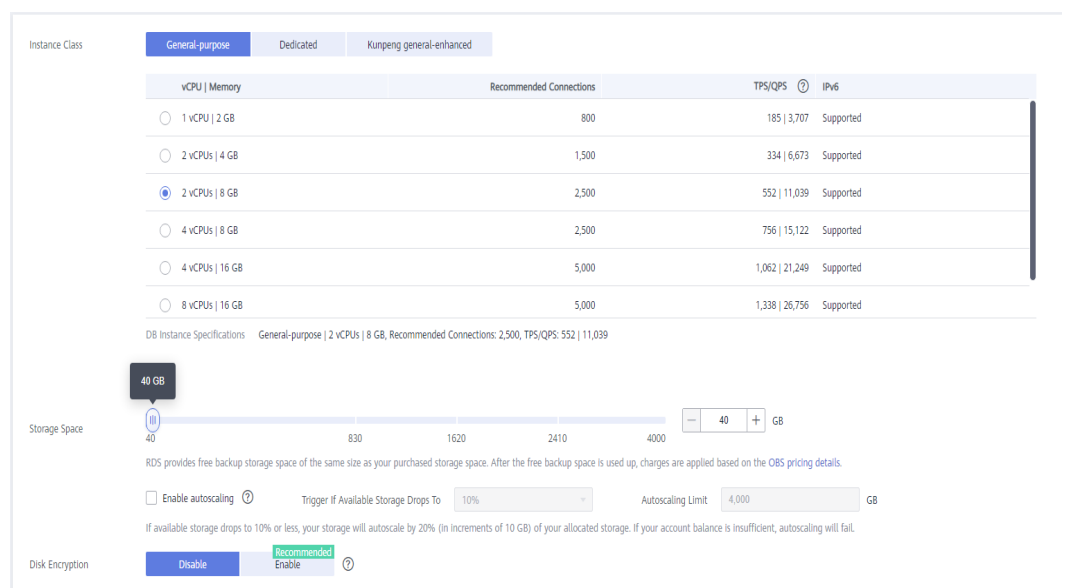 Instance Class General-purpose Dedicated Kunpeng general-enhanced
vCPU | Memory Recommended Connections TPS/QPS ? IPv6
1 vCPU | 2 GB 800 185 | 3,707 Supported
2 vCPUs | 4 GB 1,500 334 | 6,673 Supported
2 vCPUs | 8 GB 2,500 552 | 11,039 Supported
4 vCPUs | 8 GB 2,500 756 | 15,122 Supported
4 vCPUs | 16 GB 5,000 1,062 | 21,249 Supported
8 vCPUs | 16 GB 5,000 1,338 | 26,756 Supported
DB Instance Specifications General-purpose | 2 vCPUs | 8 GB, Recommended Connections: 2,500, TPS/QPS: 552 | 11,039
40 GB
Storage Space − 40 + GB
40 830 1620 2410 4000
RDS provides free backup storage space of the same size as your purchased storage space. After the free backup space is used up, charges are applied based on the OBS pricing details.
Enable autoscaling ? Trigger If Available Storage Drops To 10% Autoscaling Limit 4,000 GB
If available storage drops to 10% or less, your storage will autoscale by 20% (in increments of 10 GB) of your allocated storage. If your account balance is insufficient, autoscaling will fail.
Recommended
Disk Encryption Disable Enable ?